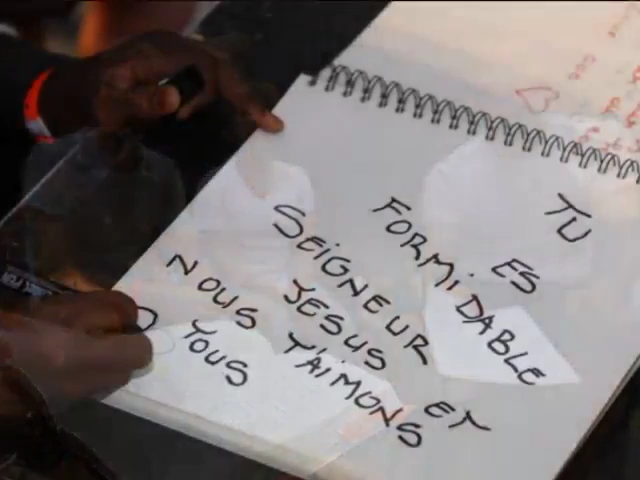 TU
ES
FORMIDABLE
SEIGNEUR
JESUS ET
NOUS T'AIMONS
TOUS